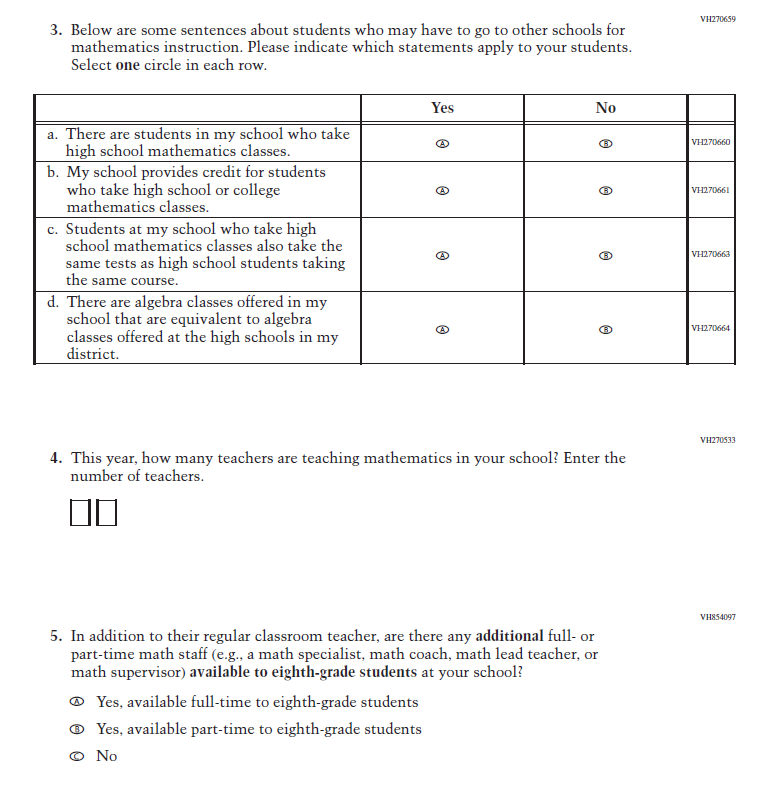 VH270659
3. Below are some sentences about students who may have to go to other schools for
mathematics instruction. Please indicate which statements apply to your students.
Select one circle in each row.
Yes No
a. There are students in my school who take
high school mathematics classes.
A B VH270660
b. My school provides credit for students
who take high school or college
mathematics classes.
A B VH270661
c. Students at my school who take high
school mathematics classes also take the
same tests as high school students taking
the same course.
A B VH270663
d. There are algebra classes offered in my
school that are equivalent to algebra
classes offered at the high schools in my
district.
A B VH270664
VH270533
4. This year, how many teachers are teaching mathematics in your school? Enter the
number of teachers.
VH854097
5. In addition to their regular classroom teacher, are there any additional full- or
part-time math staff (e.g., a math specialist, math coach, math lead teacher, or
math supervisor) available to eighth-grade students at your school?
A Yes, available full-time to eighth-grade students
B Yes, available part-time to eighth-grade students
C No